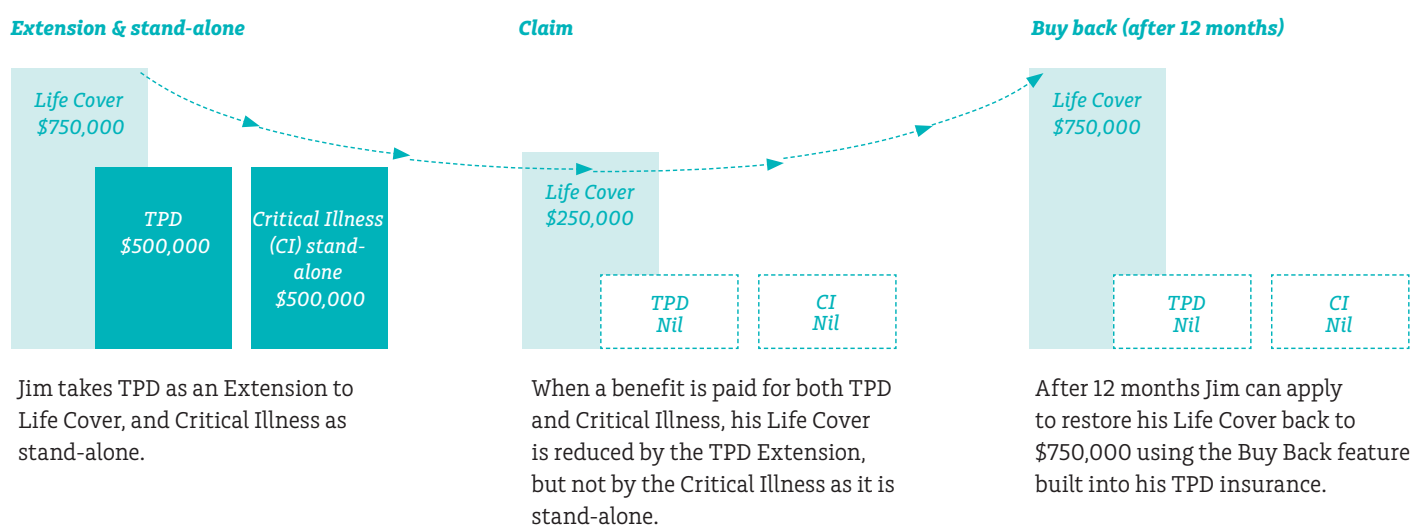 Extension & stand-alone
Life Cover
$750,000
TPD
$500,000
Critical Illness
(CI) stand-
alone
$500,000
Jim takes TPD as an Extension to
Life Cover, and Critical Illness as
stand-alone.
Claim
Life Cover
$250,000
TPD
Nil
CI
Nil
When a benefit is paid for both TPD
and Critical Illness, his Life Cover
is reduced by the TPD Extension,
but not by the Critical Illness as it is
stand-alone.
Buy back (after 12 months)
Life Cover
$750,000
TPD
Nil
CI
Nil
After 12 months Jim can apply
to restore his Life Cover back to
$750,000 using the Buy Back feature
built into his TPD insurance.